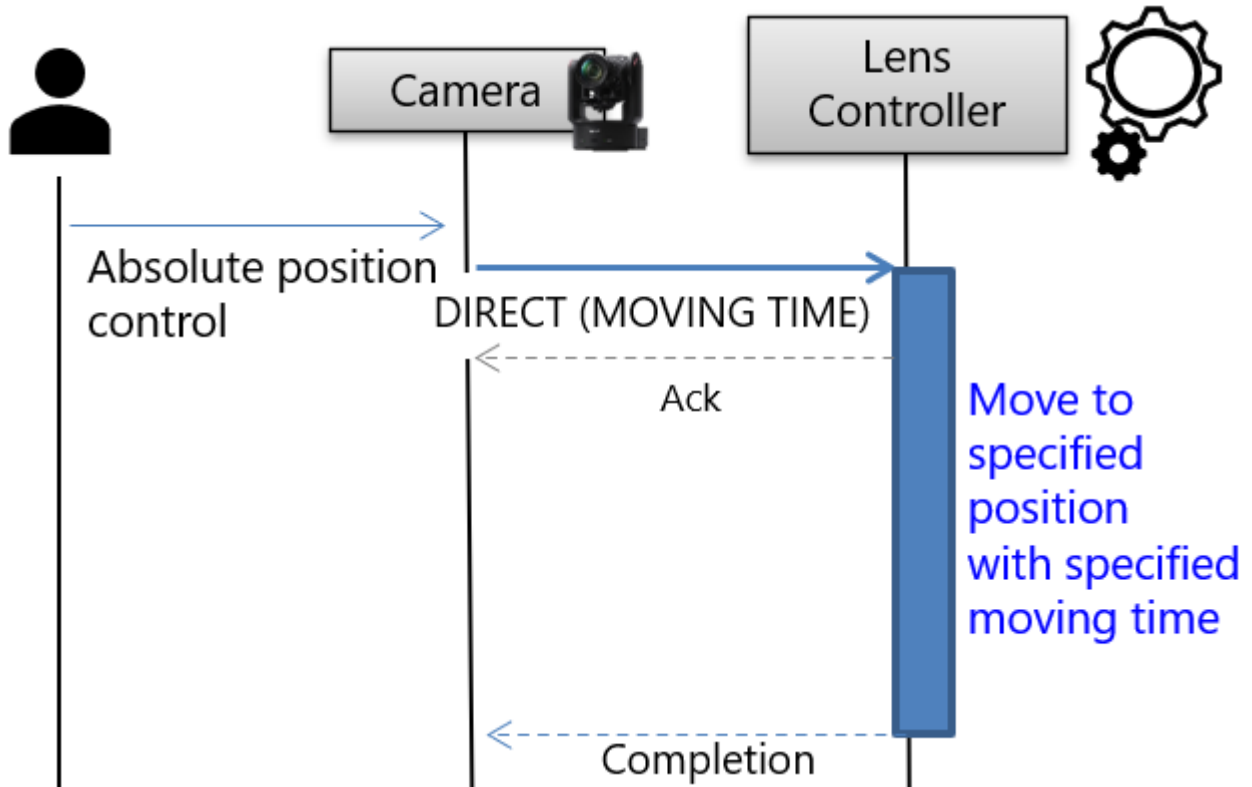 Camera
Lens
Controller
Absolute position
control
DIRECT (MOVING TIME)
Ack
Move to
specified
position
with specified
moving time
Completion